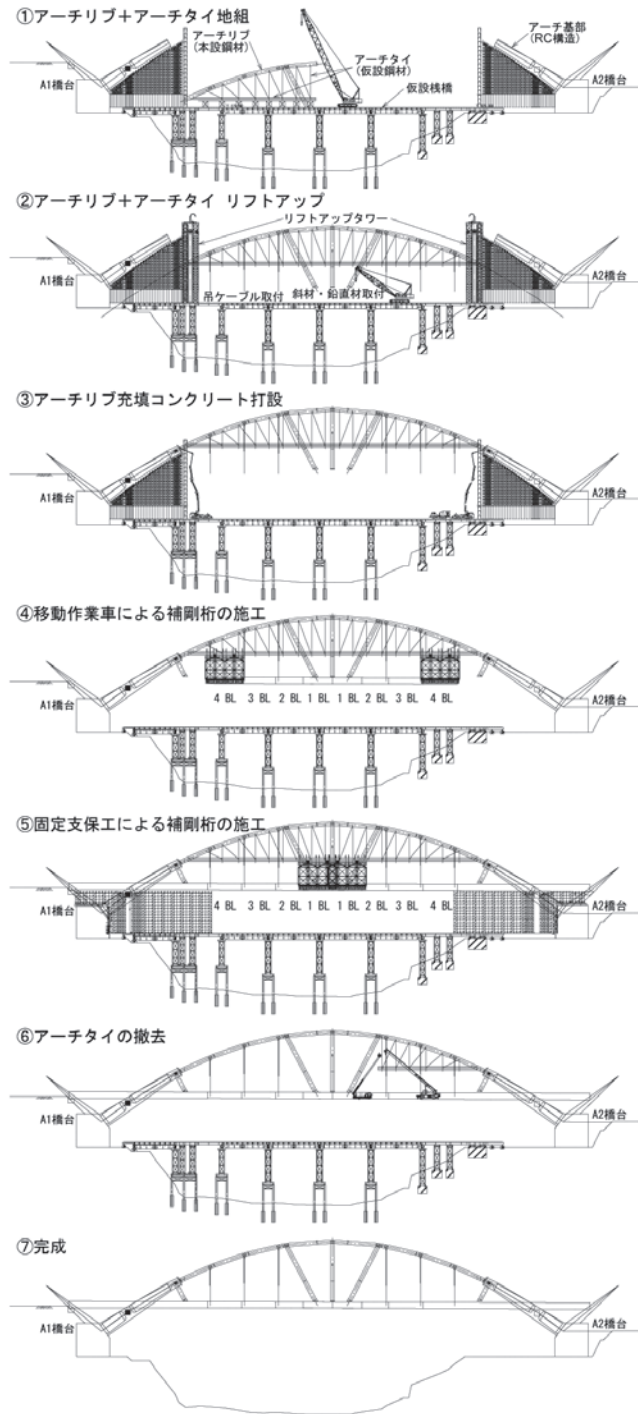 ①アーチリブ＋アーチタイ地組
アーチリブ
(本設鋼材)
アーチタイ
(仮設鋼材)
アーチ基部
(RC構造)
A1橋台
仮設桟橋
A2橋台
②アーチリブ＋アーチタイ リフトアップ
リフトアップタワー
A1橋台
A2橋台
吊ケーブル取付 斜材・鉛直材取付
③アーチリブ充填コンクリート打設
A1橋台
A2橋台
④移動作業車による補剛桁の施工
A1橋台
4 BL 3 BL 2 BL 1 BL 1 BL 2 BL 3 BL 4 BL
A2橋台
⑤固定支保工による補剛桁の施工
A1橋台
4 BL 3 BL 2 BL 1 BL 1 BL 2 BL 3 BL 4 BL
A2橋台
⑥アーチタイの撤去
A1橋台
A2橋台
⑦完成
A1橋台
A2橋台